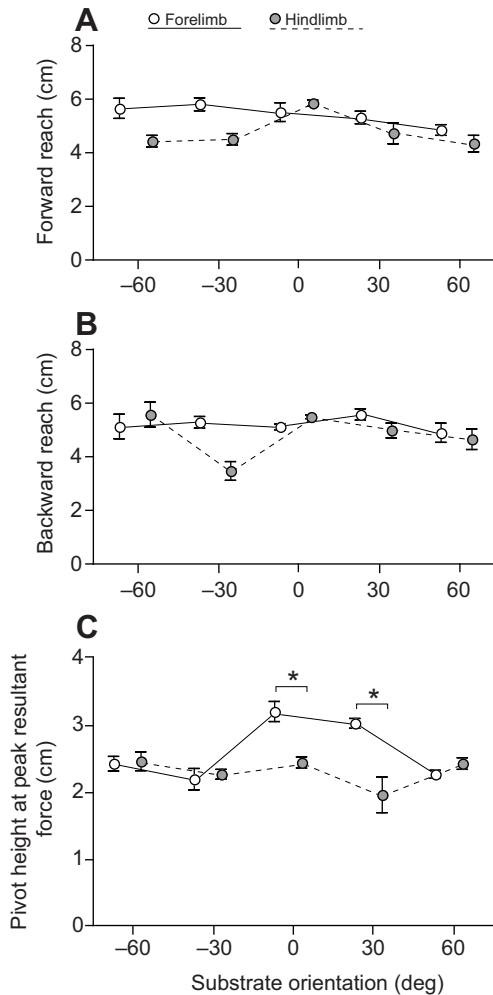 A
Forelimb Hindlimb
8
6
4
2
0
Forward reach (cm)
–60 –30 0 30 60
B
8
6
4
2
0
Backward reach (cm)
–60 –30 0 30 60
C
4
3
2
1
0
Pivot height at peak resultant
force (cm)
* *
–60 –30 0 30 60
Substrate orientation (deg)